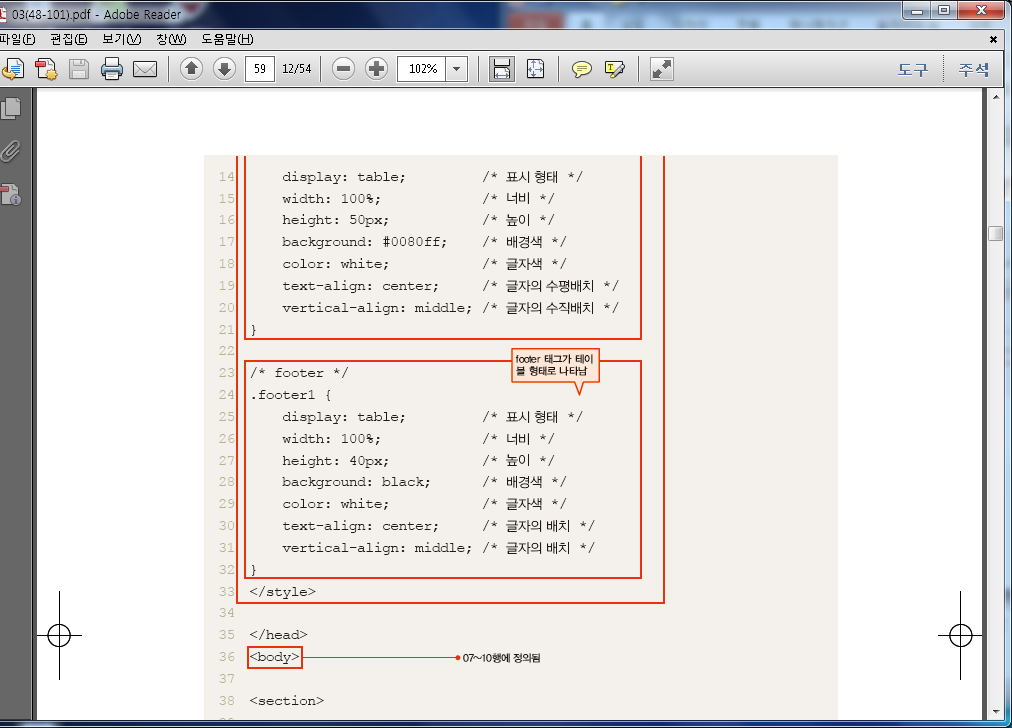 03(48-101).pdf - Adobe Reader
파일(F) 편집(E) 보기(V) 창(W) 도움말(H)
59 12/54 102% 도구 주석
14 display: table; /* 표시 형태 */
15 width: 100%; /* 너비 */
16 height: 50px; /* 높이 */
17 background: #0080ff; /* 배경색 */
18 color: white; /* 글자색 */
19 text-align: center; /* 글자의 수평배치 */
20 vertical-align: middle; /* 글자의 수직배치 */
21 }
22
footer 태그가 테이
블 형태로 나타남
23 /* footer */
24 .footer1 {
25 display: table; /* 표시 형태 */
26 width: 100%; /* 너비 */
27 height: 40px; /* 높이 */
28 background: black; /* 배경색 */
29 color: white; /* 글자색 */
30 text-align: center; /* 글자의 배치 */
31 vertical-align: middle; /* 글자의 배치 */
32 }
33 </style>
34
35 </head>
36 <body> 07~10행에 정의됨
37
38 <section>